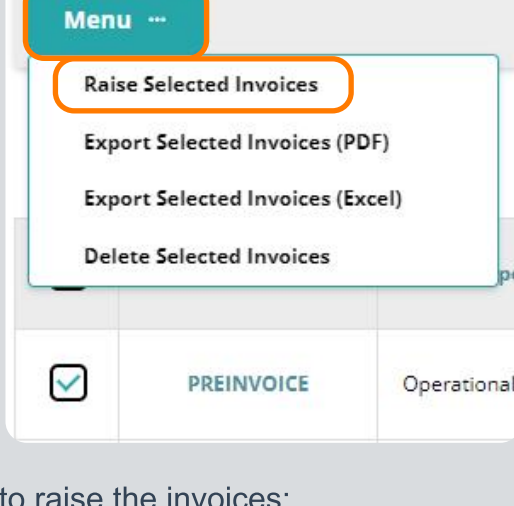 Menu ...
Raise Selected Invoices
Export Selected Invoices (PDF)
Export Selected Invoices (Excel)
Delete Selected Invoices
PREINVOICE Operational
to raise the invoices: